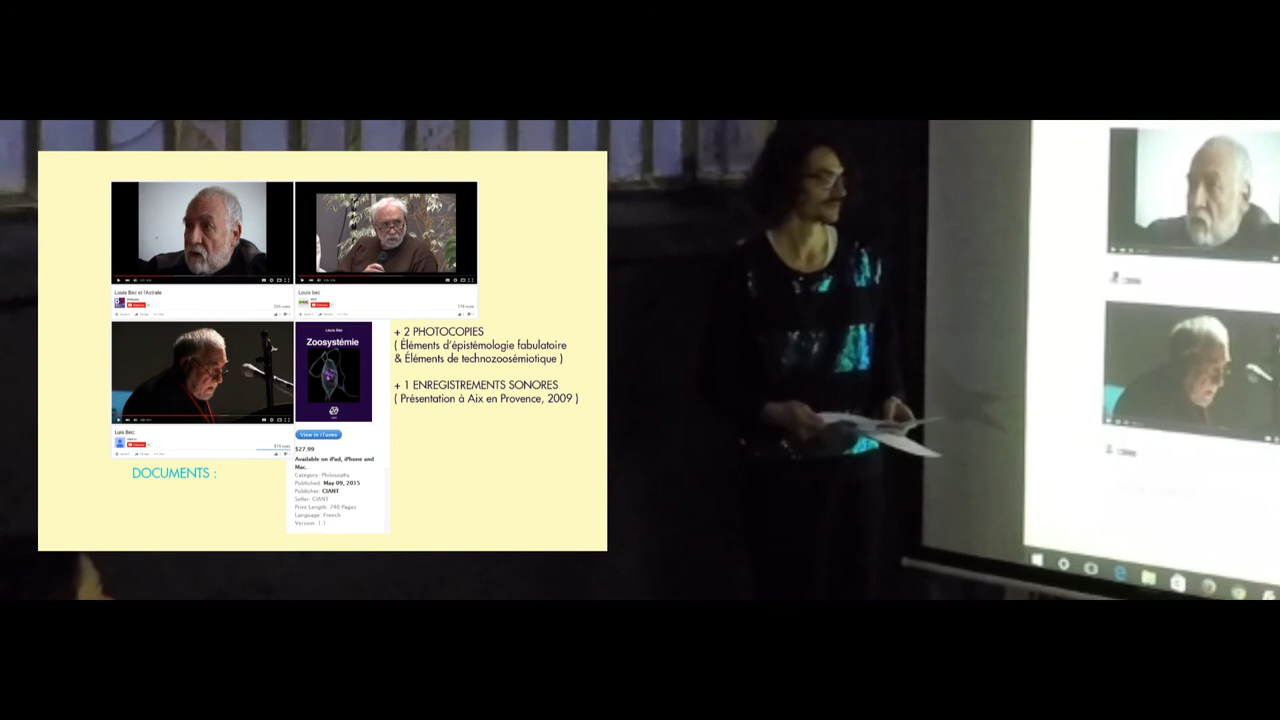 Louis Bec et l'Astrale
Louis bec
Luis Bec
Louis Bec
Zoosystémie
+ 2 PHOTOCOPIES
( Éléments d'épistémologie fabulatoire
& Éléments de technozoosémiotique )
+ 1 ENREGISTREMENTS SONORES
( Présentation à Aix en Provence, 2009 )
View in iTunes
$27.99
Available on iPad, iPhone and
Mac.
Category: Philosophy
Published: May 09, 2015
Publisher: CIANT
Seller: CIANT
Print Length: 740 Pages
Language: French
Version: 1.1
DOCUMENTS :